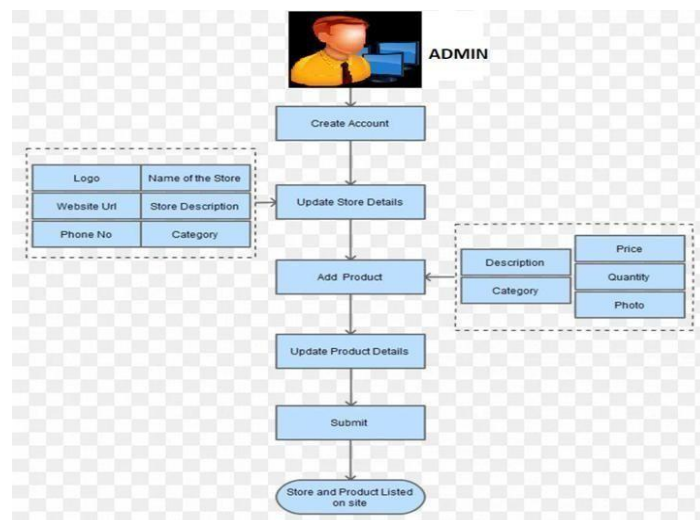 ADMIN
Create Account
Logo
Name of the Store
Website Url
Store Description
Phone No
Category
Update Store Details
Description
Category
Price
Quantity
Photo
Add Product
Update Product Details
Submit
Store and Product Listed
on site